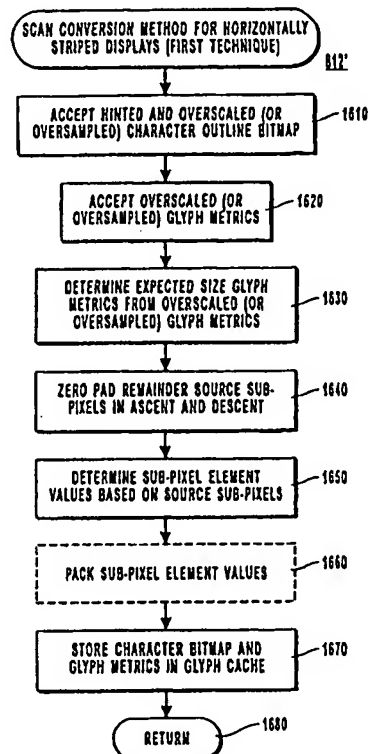 SCAN CONVERSION METHOD FOR HORIZONTALLY
STRIPED DISPLAYS (FIRST TECHNIQUE)
812'
ACCEPT HINTED AND OVERSCALED (OR
OVERSAMPLED) CHARACTER OUTLINE BITMAP
1610
ACCEPT OVERSCALED (OR
OVERSAMPLED) GLYPH METRICS
1620
DETERMINE EXPECTED SIZE GLYPH
METRICS FROM OVERSCALED (OR
OVERSAMPLED) GLYPH METRICS
1630
ZERO PAD REMAINDER SOURCE SUB-
PIXELS IN ASCENT AND DESCENT
1640
DETERMINE SUB-PIXEL ELEMENT
VALUES BASED ON SOURCE SUB-PIXELS
1650
PACK SUB-PIXEL ELEMENT VALUES
1660
STORE CHARACTER BITMAP AND
GLYPH METRICS IN GLYPH CACHE
1670
RETURN
1680